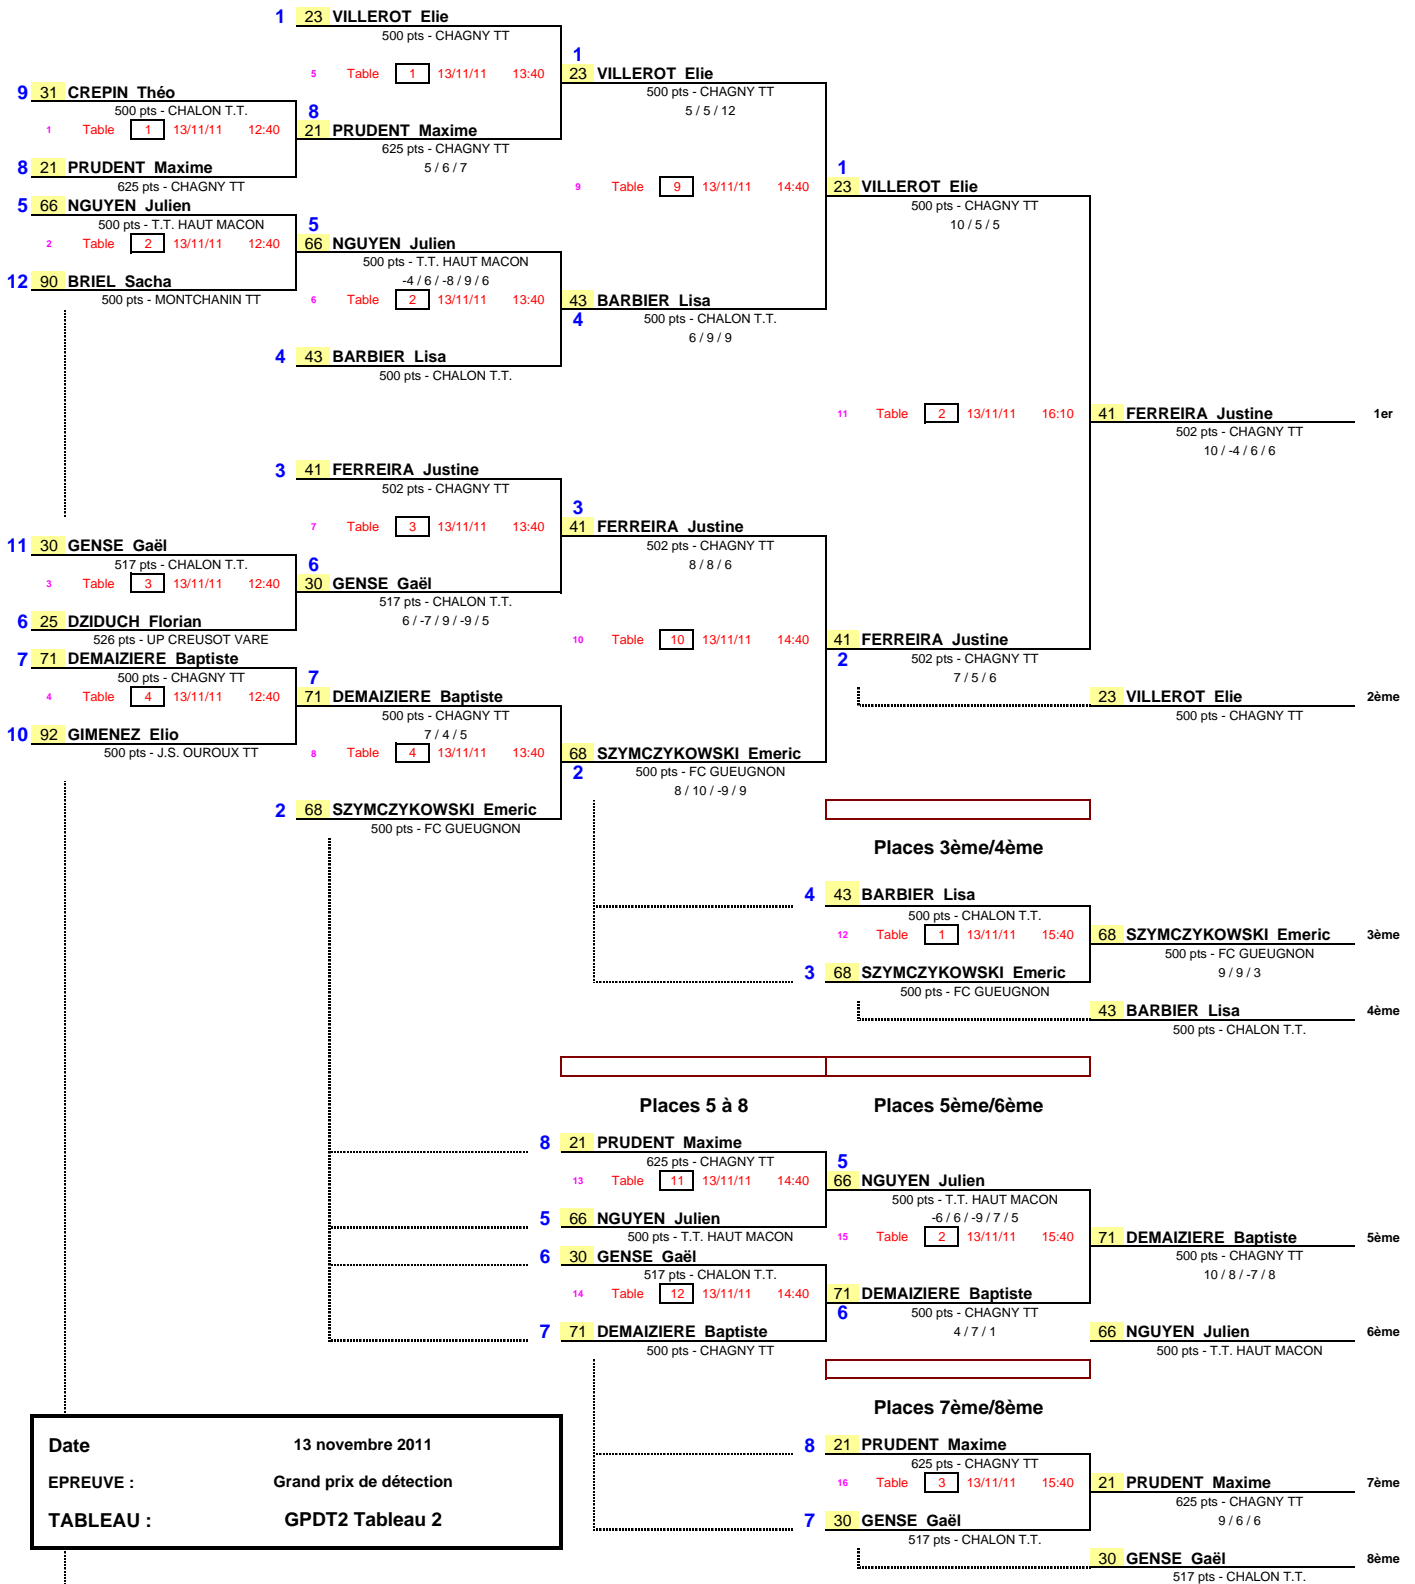 1 23 VILLEROT Elie
500 pts - CHAGNY TT
1
5 Table 1 13/11/11 13:40
23 VILLEROT Elie
9 31 CREPIN Théo
500 pts - CHAGNY TT
500 pts - CHALON T.T.
8
5 / 5 / 12
1 Table 1 13/11/11 12:40
21 PRUDENT Maxime
625 pts - CHAGNY TT
8 21 PRUDENT Maxime
5 / 6 / 7
1
625 pts - CHAGNY TT
9 Table 9 13/11/11 14:40
23 VILLEROT Elie
5 66 NGUYEN Julien
500 pts - CHAGNY TT
500 pts - T.T. HAUT MACON
5
10 / 5 / 5
2 Table 2 13/11/11 12:40
66 NGUYEN Julien
500 pts - T.T. HAUT MACON
12 90 BRIEL Sacha
-4 / 6 / -8 / 9 / 6
500 pts - MONTCHANIN TT
6 Table 2 13/11/11 13:40
43 BARBIER Lisa
4
500 pts - CHALON T.T.
6 / 9 / 9
4 43 BARBIER Lisa
500 pts - CHALON T.T.
11 Table 2 13/11/11 16:10
41 FERREIRA Justine 1er
502 pts - CHAGNY TT
10 / -4 / 6 / 6
3 41 FERREIRA Justine
502 pts - CHAGNY TT
3
7 Table 3 13/11/11 13:40
41 FERREIRA Justine
11 30 GENSE Gaël
502 pts - CHAGNY TT
517 pts - CHALON T.T.
6
8 / 8 / 6
3 Table 3 13/11/11 12:40
30 GENSE Gaël
517 pts - CHALON T.T.
6 25 DZIDUCH Florian
6 / -7 / 9 / -9 / 5
526 pts - UP CREUSOT VARE
10 Table 10 13/11/11 14:40
41 FERREIRA Justine
7 71 DEMAIZIERE Baptiste
2
502 pts - CHAGNY TT
500 pts - CHAGNY TT
7
7 / 5 / 6
4 Table 4 13/11/11 12:40
71 DEMAIZIERE Baptiste
23 VILLEROT Elie 2ème
500 pts - CHAGNY TT
500 pts - CHAGNY TT
10 92 GIMENEZ Elio
7 / 4 / 5
500 pts - J.S. OUROUX TT
8 Table 4 13/11/11 13:40
68 SZYMCZYKOWSKI Emeric
2
500 pts - FC GUEUGNON
8 / 10 / -9 / 9
2 68 SZYMCZYKOWSKI Emeric
500 pts - FC GUEUGNON
Places 3ème/4ème
4 43 BARBIER Lisa
500 pts - CHALON T.T.
12 Table 1 13/11/11 15:40
68 SZYMCZYKOWSKI Emeric 3ème
500 pts - FC GUEUGNON
3 68 SZYMCZYKOWSKI Emeric
9 / 9 / 3
500 pts - FC GUEUGNON
43 BARBIER Lisa 4ème
500 pts - CHALON T.T.
Places 5 à 8 Places 5ème/6ème
8 21 PRUDENT Maxime
625 pts - CHAGNY TT
5
13 Table 11 13/11/11 14:40
66 NGUYEN Julien
500 pts - T.T. HAUT MACON
5 66 NGUYEN Julien
-6 / 6 / -9 / 7 / 5
500 pts - T.T. HAUT MACON
15 Table 2 13/11/11 15:40
71 DEMAIZIERE Baptiste 5ème
6 30 GENSE Gaël
500 pts - CHAGNY TT
517 pts - CHALON T.T.
10 / 8 / -7 / 8
14 Table 12 13/11/11 14:40
71 DEMAIZIERE Baptiste
6
500 pts - CHAGNY TT
7 71 DEMAIZIERE Baptiste
4 / 7 / 1
66 NGUYEN Julien 6ème
500 pts - CHAGNY TT
500 pts - T.T. HAUT MACON
Places 7ème/8ème
8 21 PRUDENT Maxime
625 pts - CHAGNY TT
16 Table 3 13/11/11 15:40
21 PRUDENT Maxime 7ème
625 pts - CHAGNY TT
7 30 GENSE Gaël
9 / 6 / 6
517 pts - CHALON T.T.
30 GENSE Gaël 8ème
517 pts - CHALON T.T.
Date 13 novembre 2011
EPREUVE : Grand prix de détection
TABLEAU : GPDT2 Tableau 2